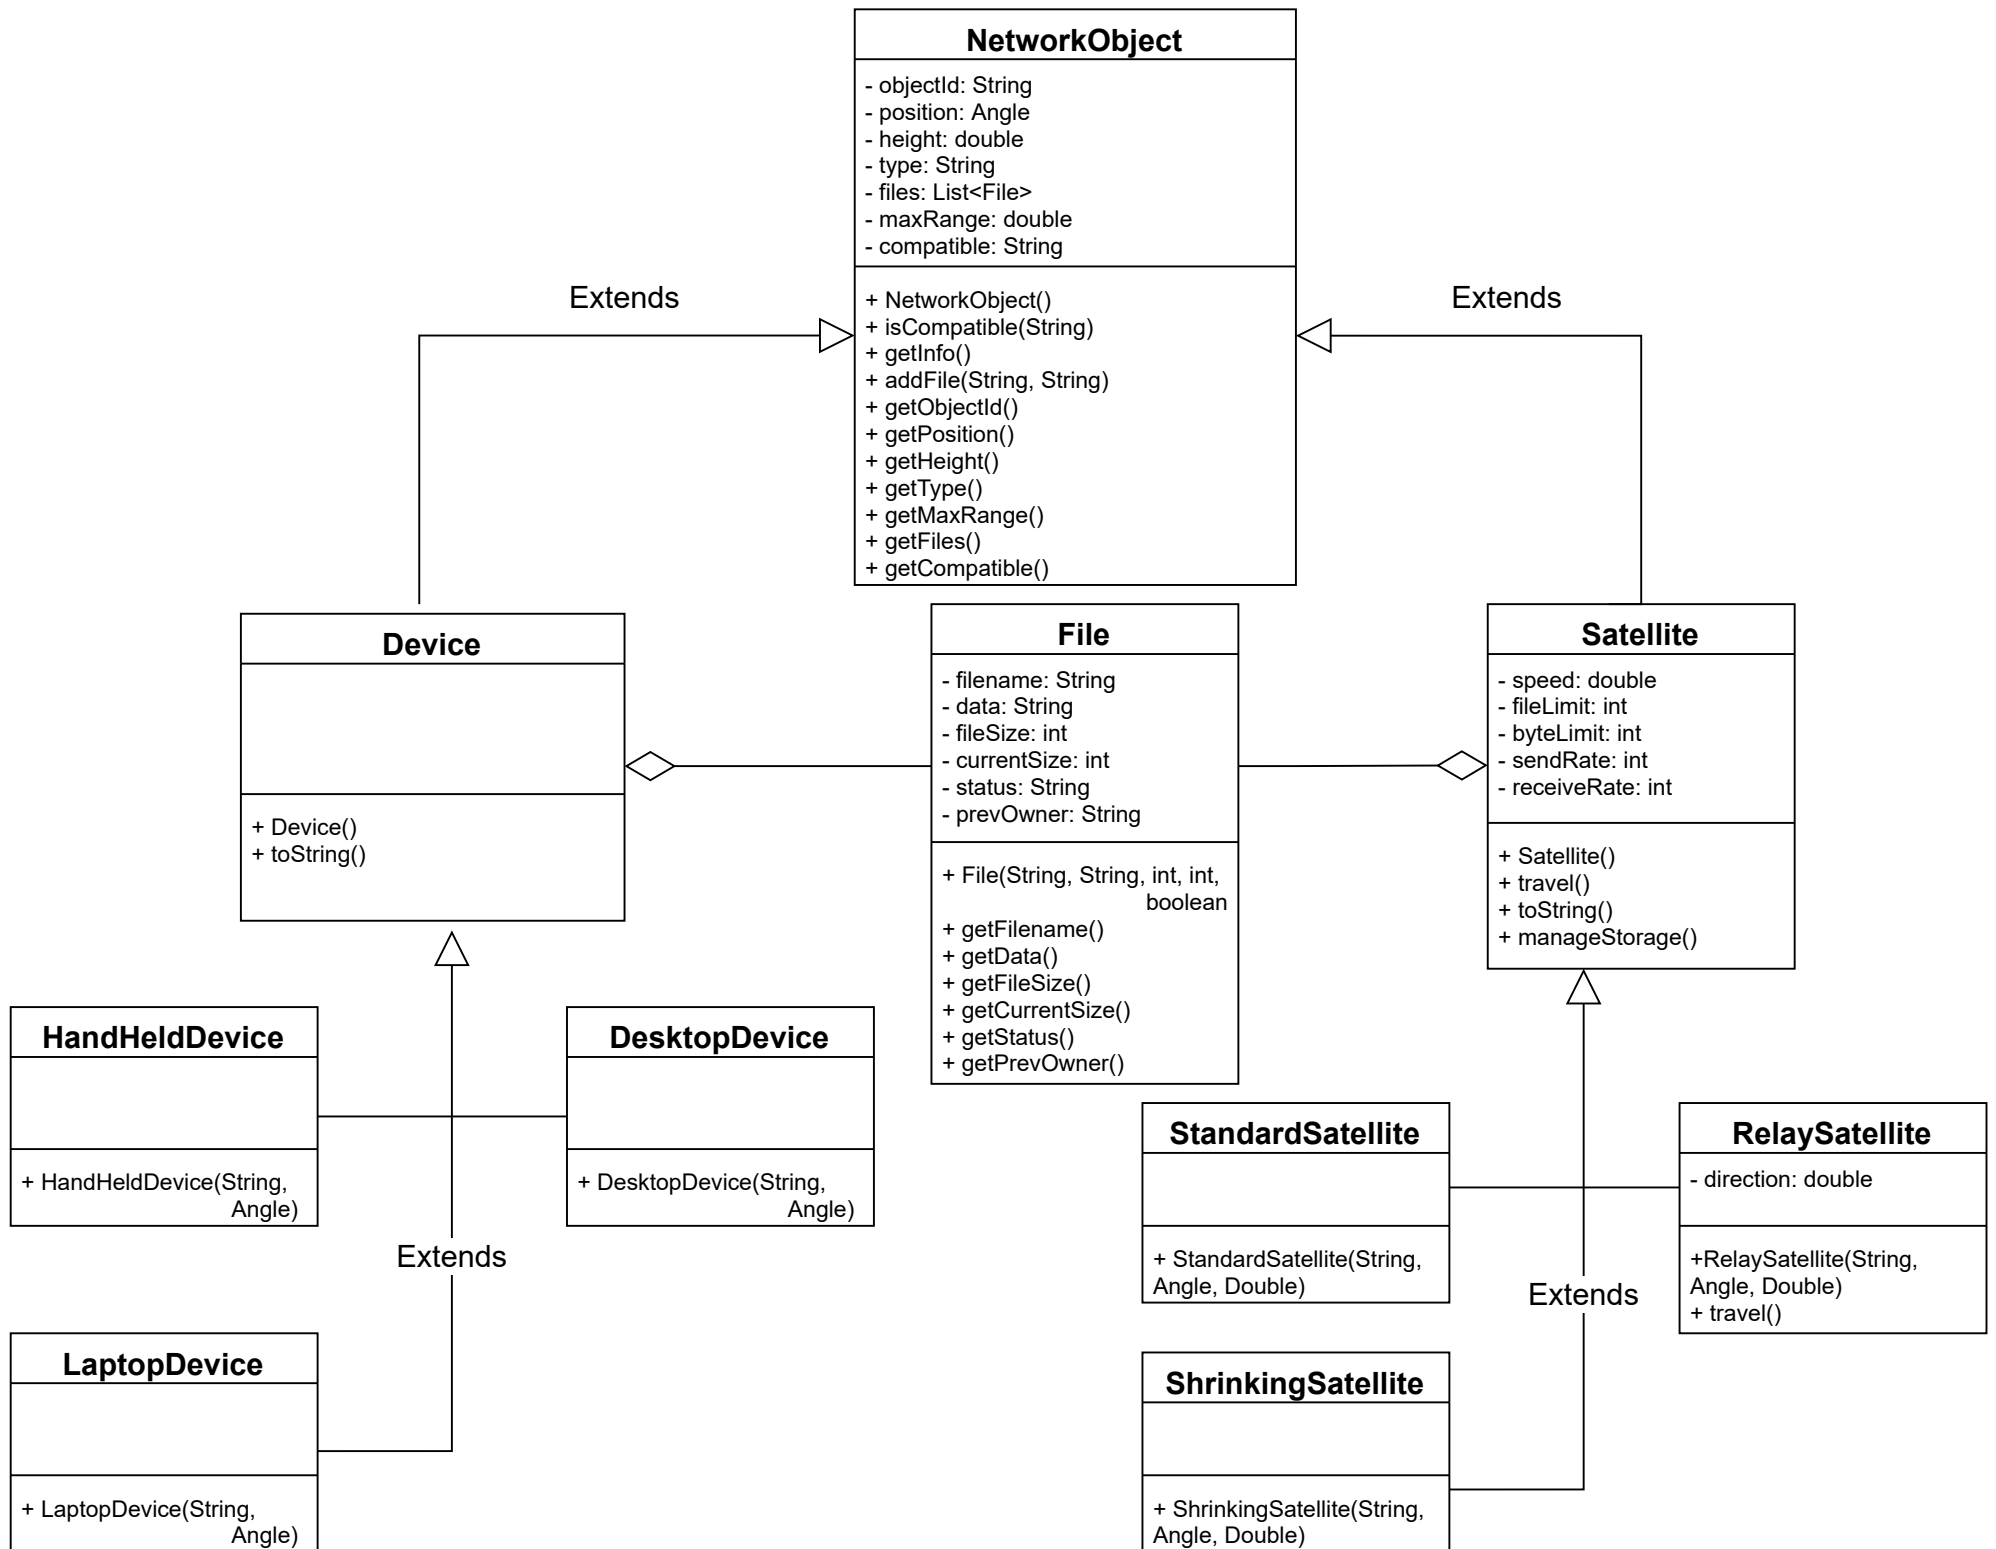 NetworkObject
- objectId: String
- position: Angle
- height: double
- type: String
- files: List<File>
- maxRange: double
- compatible: String
+ NetworkObject()
+ isCompatible(String)
+ getInfo()
+ addFile(String, String)
+ getObjectId()
+ getPosition()
+ getHeight()
+ getType()
+ getMaxRange()
+ getFiles()
+ getCompatible()
Extends
Extends
Device
+ Device()
+ toString()
File
- filename: String
- data: String
- fileSize: int
- currentSize: int
- status: String
- prevOwner: String
+ File(String, String, int, int,
boolean
+ getFilename()
+ getData()
+ getFileSize()
+ getCurrentSize()
+ getStatus()
+ getPrevOwner()
Satellite
- speed: double
- fileLimit: int
- byteLimit: int
- sendRate: int
- receiveRate: int
+ Satellite()
+ travel()
+ toString()
+ manageStorage()
HandHeldDevice
+ HandHeldDevice(String,
Angle)
DesktopDevice
+ DesktopDevice(String,
Angle)
Extends
LaptopDevice
+ LaptopDevice(String,
Angle)
StandardSatellite
+ StandardSatellite(String,
Angle, Double)
RelaySatellite
- direction: double
+RelaySatellite(String,
Angle, Double)
+ travel()
Extends
ShrinkingSatellite
+ ShrinkingSatellite(String,
Angle, Double)